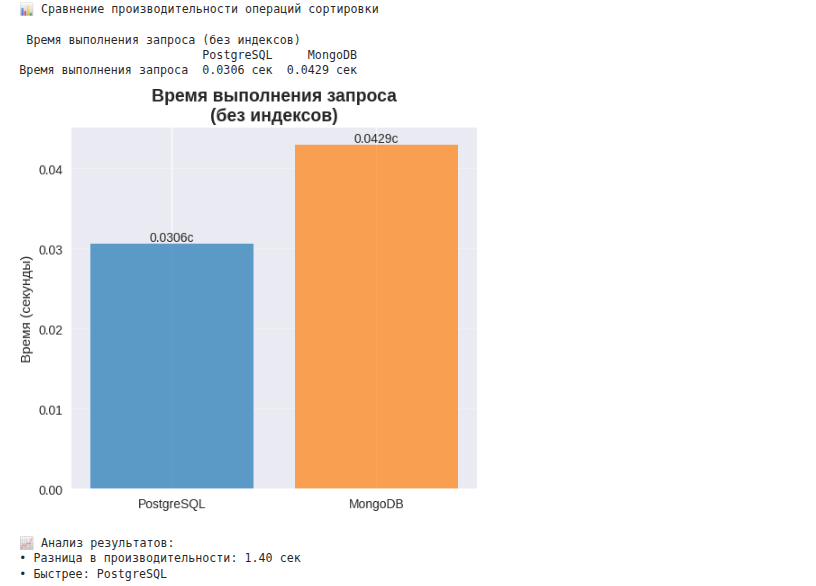 📊 Сравнение производительности операций сортировки
Время выполнения запроса (без индексов)
PostgreSQL MongoDB
Время выполнения запроса 0.0306 сек 0.0429 сек
Время выполнения запроса
(без индексов)
0.0429с
0.04
0.0306с
0.03
Время (секунды)
0.02
0.01
0.00
PostgreSQL MongoDB
📈 Анализ результатов:
• Разница в производительности: 1.40 сек
• Быстрее: PostgreSQL